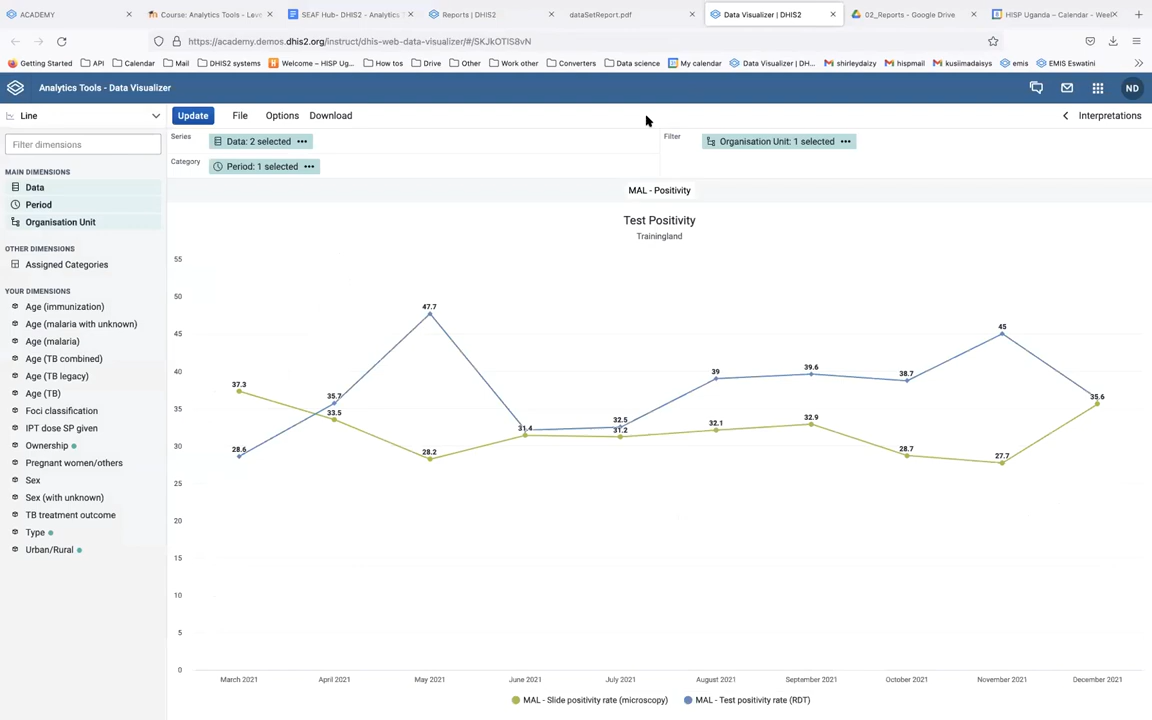 ACADEMY
Course: Analytics Tools - Leve
SEAF Hub- DHIS2 - Analytics T
Reports | DHIS2
dataSetReport.pdf
Data Visualizer | DHIS2
02_Reports - Google Drive
HISP Uganda – Calendar - Week
https://academy.demos.dhis2.org/instruct/dhis-web-data-visualizer/#/SKJkOTIS8vN
Getting Started
API
Calendar
Mail
DHIS2 systems
Welcome – HISP Ug...
How tos
Drive
Other
Work other
Converters
Data science
My calendar
Data Visualizer | DH...
shirleydaizy
hispmail
kusiimadaisys
emis
EMIS Eswatini
Analytics Tools - Data Visualizer
ND
Line
Update
File
Options
Download
Interpretations
Filter dimensions
Series
Data: 2 selected
Filter
Organisation Unit: 1 selected
Category
Period: 1 selected
MAIN DIMENSIONS
Data
Period
Organisation Unit
OTHER DIMENSIONS
Assigned Categories
YOUR DIMENSIONS
Age (immunization)
Age (malaria with unknown)
Age (malaria)
Age (TB combined)
Age (TB legacy)
Age (TB)
Foci classification
IPT dose SP given
Ownership
Pregnant women/others
Sex
Sex (with unknown)
TB treatment outcome
Type
Urban/Rural
MAL - Positivity
Test Positivity
Trainingland
55
50
45
40
35
30
25
20
15
10
5
0
37.3
33.5
28.2
31.4
31.2
32.1
32.9
28.7
27.7
35.6
28.6
35.7
47.7
32.5
39
39.6
38.7
45
March 2021
April 2021
May 2021
June 2021
July 2021
August 2021
September 2021
October 2021
November 2021
December 2021
MAL - Slide positivity rate (microscopy)
MAL - Test positivity rate (RDT)